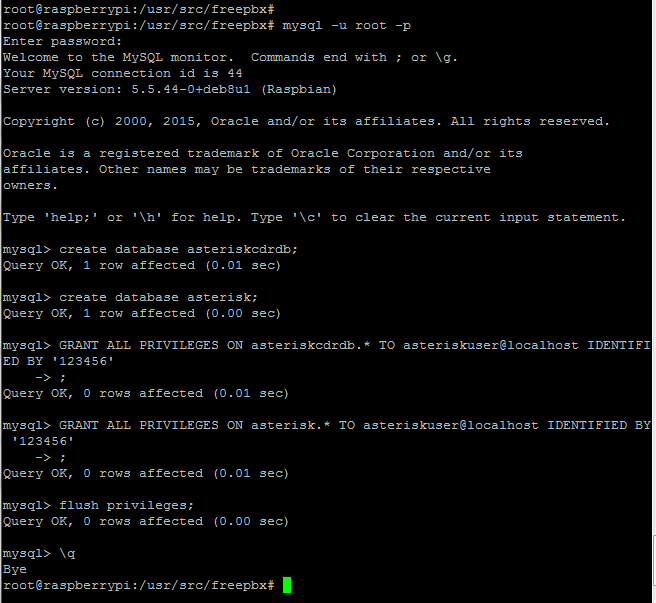 root@raspberrypi:/usr/src/freepbx#
root@raspberrypi:/usr/src/freepbx# mysql -u root -p
Enter password:
Welcome to the MySQL monitor.  Commands end with ; or \g.
Your MySQL connection id is 44
Server version: 5.5.44-0+deb8u1 (Raspbian)
Copyright (c) 2000, 2015, Oracle and/or its affiliates. All rights reserved.
Oracle is a registered trademark of Oracle Corporation and/or its
affiliates. Other names may be trademarks of their respective
owners.
Type 'help;' or '\h' for help. Type '\c' to clear the current input statement.
mysql> create database asteriskcdrdb;
Query OK, 1 row affected (0.01 sec)
mysql> create database asterisk;
Query OK, 1 row affected (0.00 sec)
mysql> GRANT ALL PRIVILEGES ON asteriskcdrdb.* TO asteriskuser@localhost IDENTIFI
ED BY '123456'
    -> ;
Query OK, 0 rows affected (0.01 sec)
mysql> GRANT ALL PRIVILEGES ON asterisk.* TO asteriskuser@localhost IDENTIFIED BY
 '123456'
    -> ;
Query OK, 0 rows affected (0.01 sec)
mysql> flush privileges;
Query OK, 0 rows affected (0.00 sec)
mysql> \q
Bye
root@raspberrypi:/usr/src/freepbx#